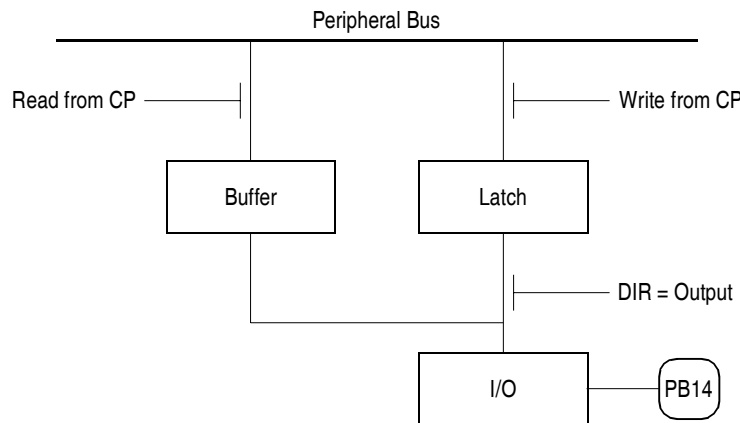 Peripheral Bus
Read from CP
Write from CP
Buffer
Latch
DIR = Output
I/O
PB14